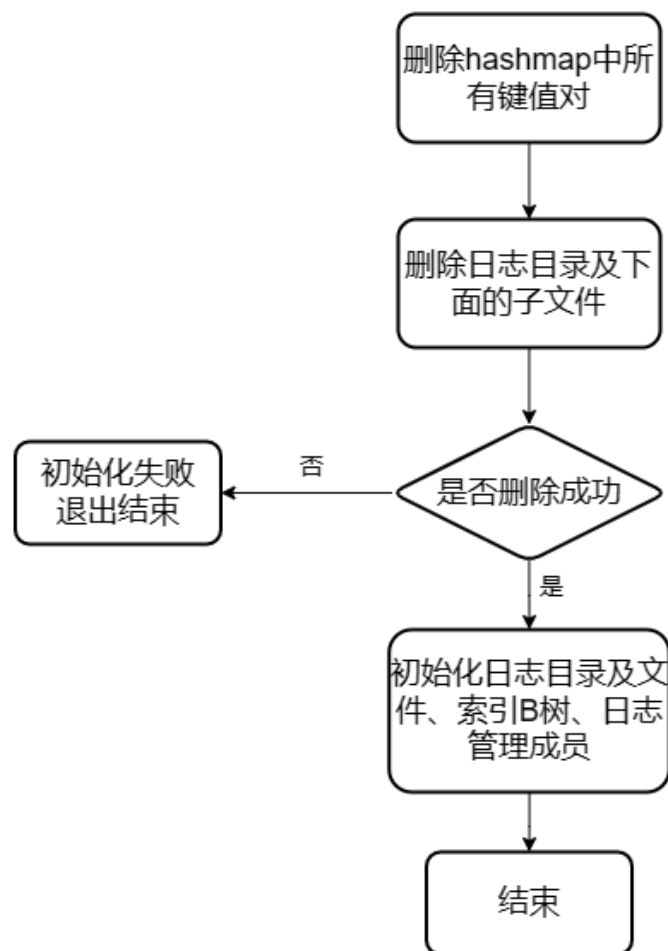 删除hashmap中所
有键值对
删除日志目录及下
面的子文件
是否删除成功
否
初始化失败
退出结束
是
初始化日志目录及文
件、索引B树、日志
管理成员
结束